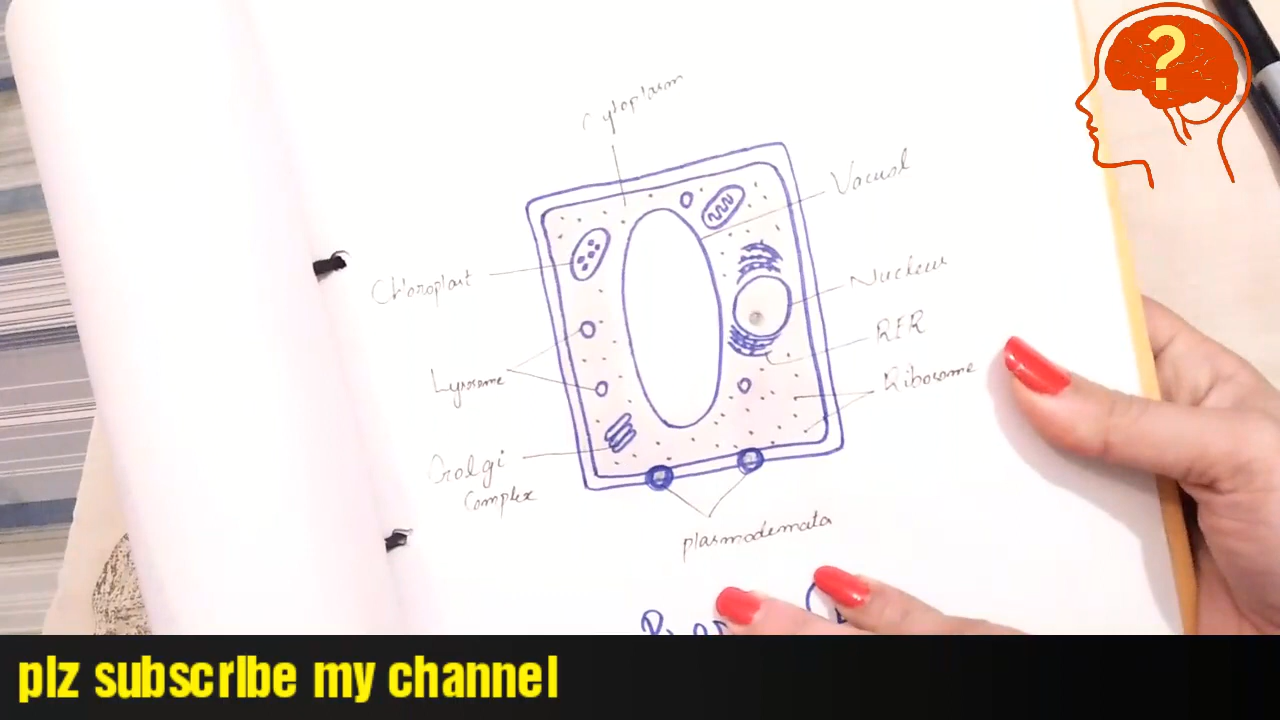 Cytoplasm
Vacuol
Chloroplast
Nucleus
RER
Lysosome
Ribosome
Golgi
Complex
plasmodemata
?
plz subscrIbe my channel